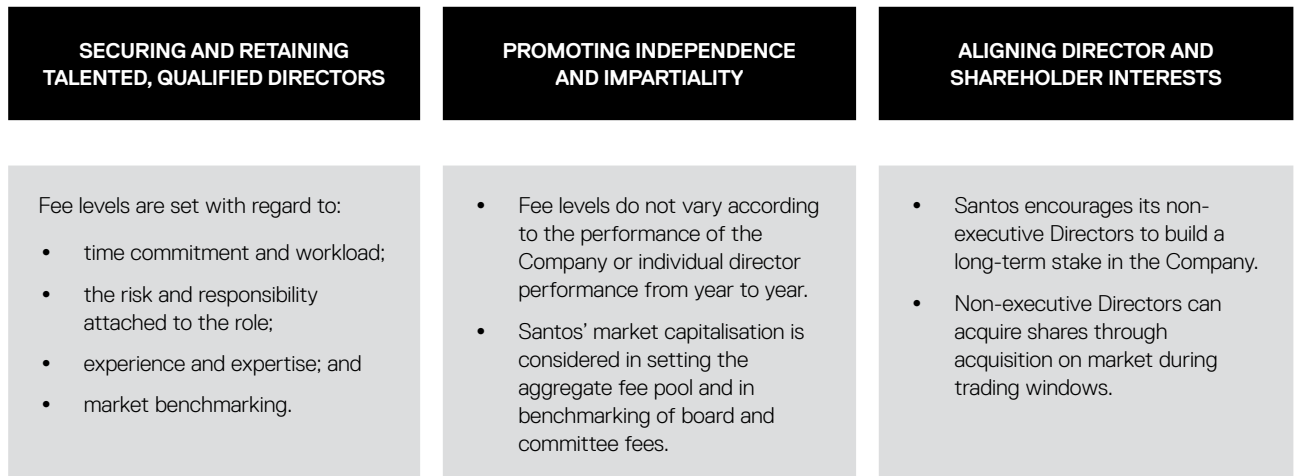 SECURING AND RETAINING
TALENTED, QUALIFIED DIRECTORS
Fee levels are set with regard to:
• time commitment and workload;
• the risk and responsibility
attached to the role;
• experience and expertise; and
• market benchmarking.
PROMOTING INDEPENDENCE
AND IMPARTIALITY
• Fee levels do not vary according
to the performance of the
Company or individual director
performance from year to year.
• Santos’ market capitalisation is
considered in setting the
aggregate fee pool and in
benchmarking of board and
committee fees.
ALIGNING DIRECTOR AND
SHAREHOLDER INTERESTS
• Santos encourages its non-
executive Directors to build a
long-term stake in the Company.
• Non-executive Directors can
acquire shares through
acquisition on market during
trading windows.